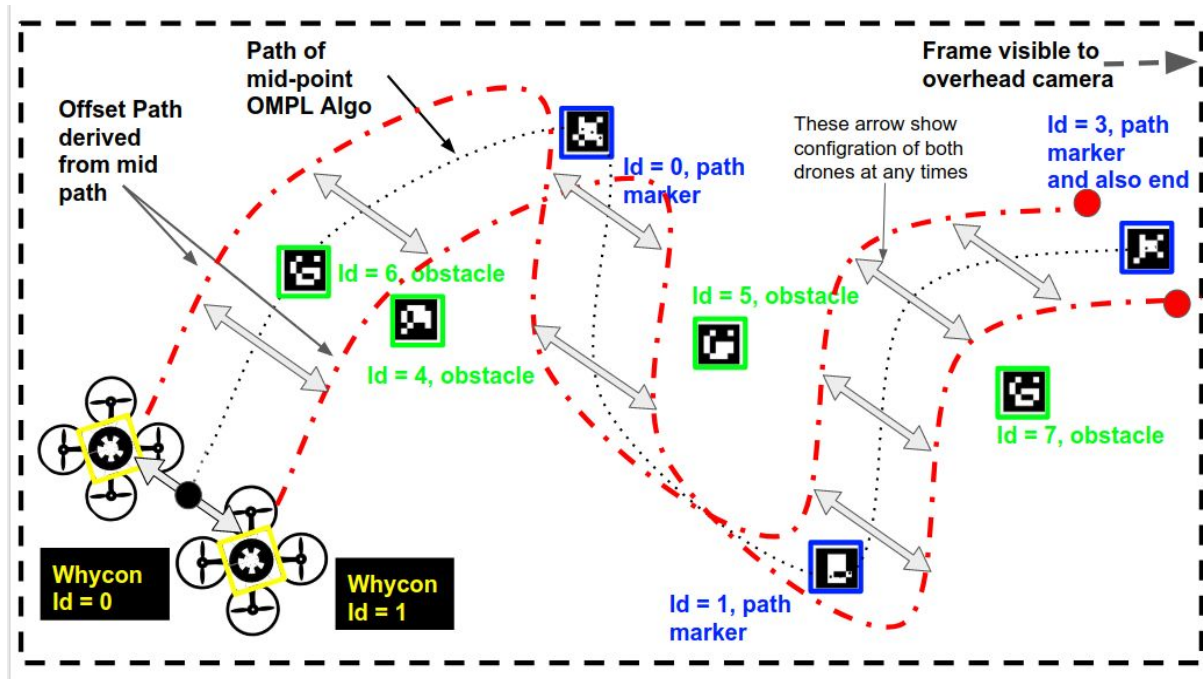 Path of
mid-point
OMPL Algo
Frame visible to
overhead camera
Offset Path
derived
from mid
path
These arrow show
configration of both
drones at any times
Id = 3, path
marker
and also end
Id = 0, path
marker
Id = 6, obstacle
Id = 5, obstacle
Id = 4, obstacle
Id = 7, obstacle
Whycon
Id = 0
Whycon
Id = 1
Id = 1, path
marker